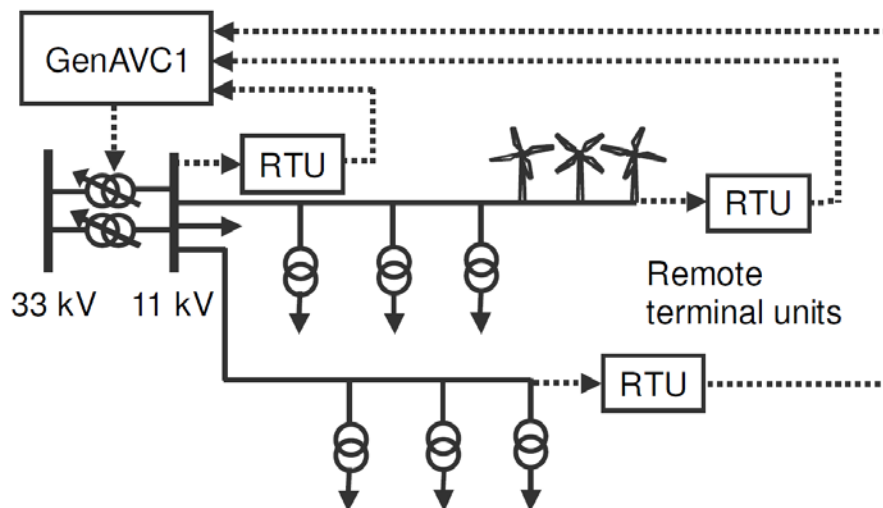 GenAVC1
RTU
RTU
33 kV
11 kV
Remote
terminal units
RTU